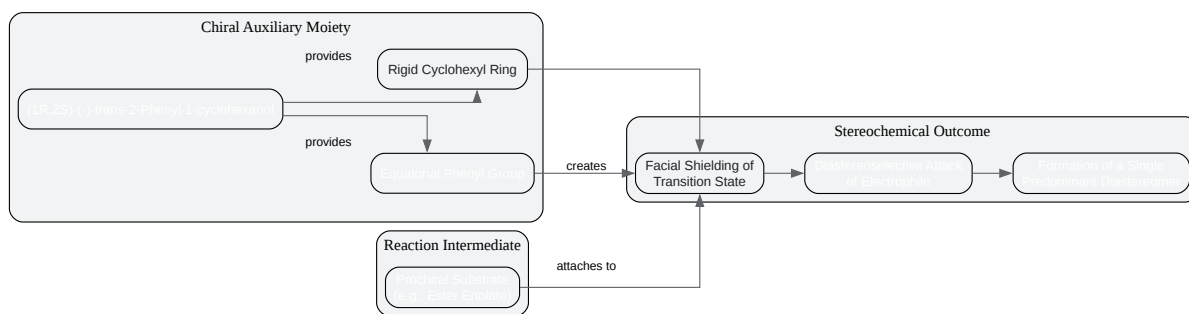 Chiral Auxiliary Moiety
provides
Rigid Cyclohexyl Ring
(1R,2S)-(-)-trans-2-Phenyl-1-cyclohexanol
provides
Equatorial Phenyl Group
creates
Stereochemical Outcome
Facial Shielding of
Transition State
Diastereoselective Attack
of Electrophile
Formation of a Single
Predominant Diastereomer
Reaction Intermediate
attaches to
Prochiral Substrate
(e.g., Ester Enolate)